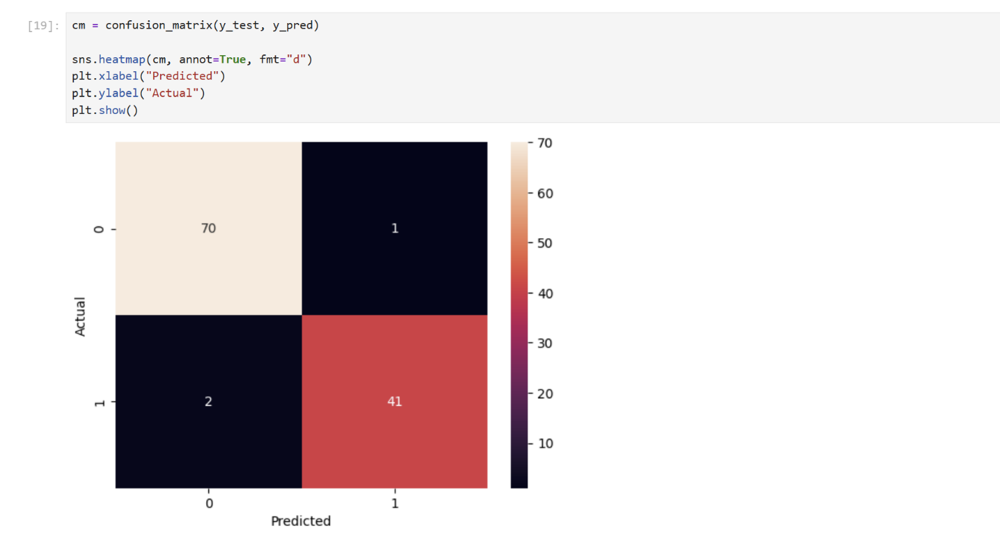 [19]: cm = confusion_matrix(y_test, y_pred)
sns.heatmap(cm, annot=True, fmt="d")
plt.xlabel("Predicted")
plt.ylabel("Actual")
plt.show()
70
60
50
40
30
20
10
0
70
1
Actual
1
2
41
0
1
Predicted